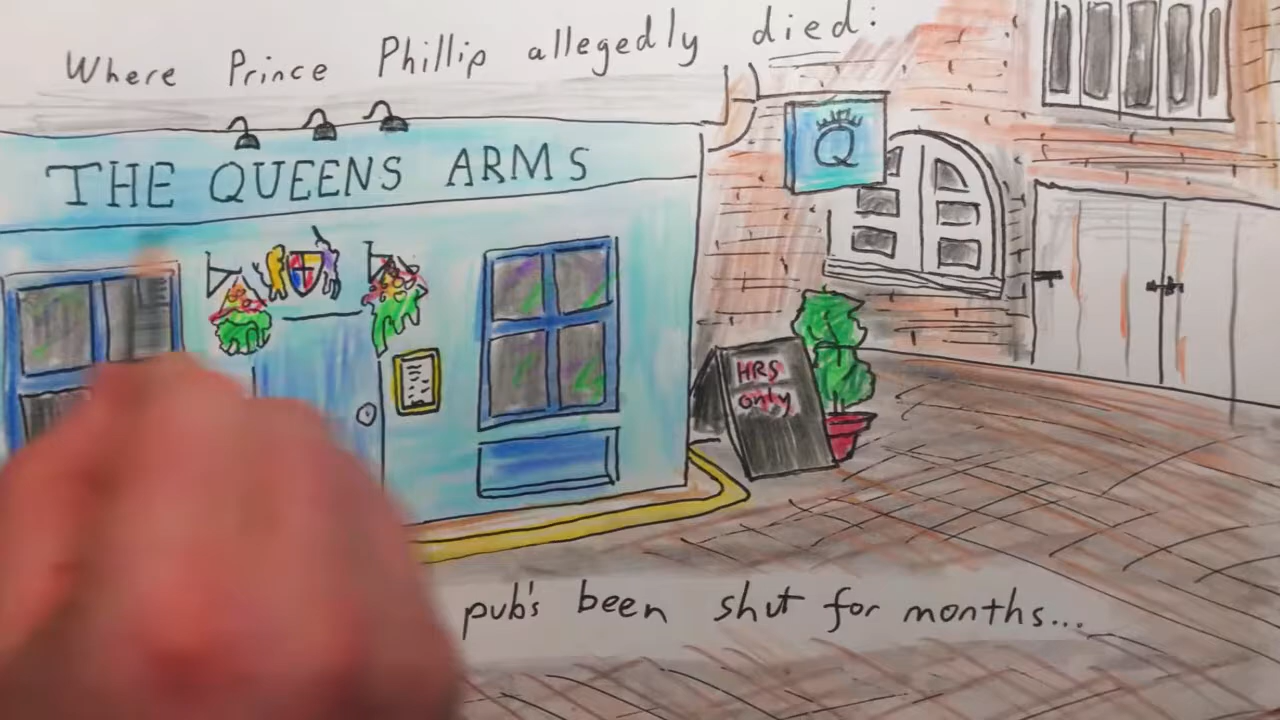 Where Prince Phillip allegedly died:
THE QUEENS ARMS
Q
HRS
only
pub's been shut for months...